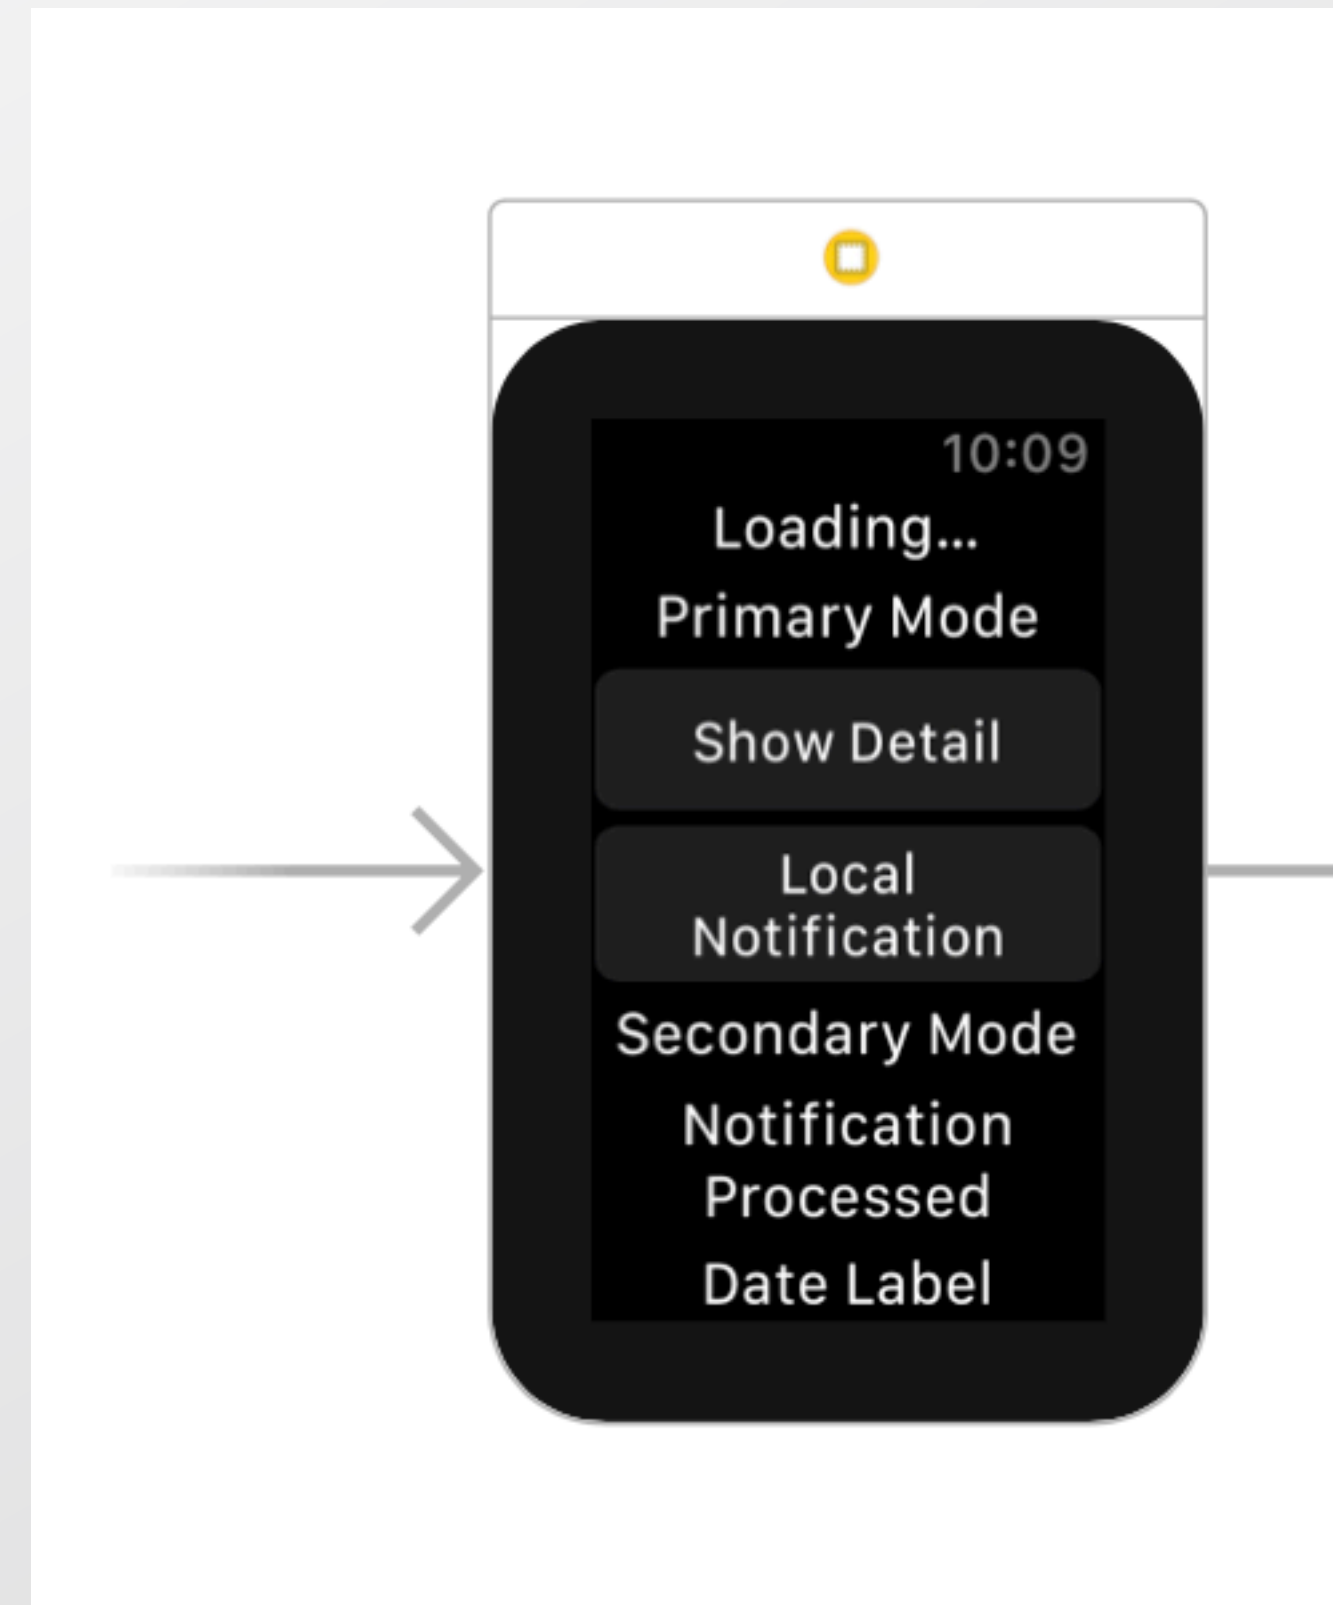 10:09
Loading...
Primary Mode
Show Detail
Local
Notification
Secondary Mode
Notification
Processed
Date Label